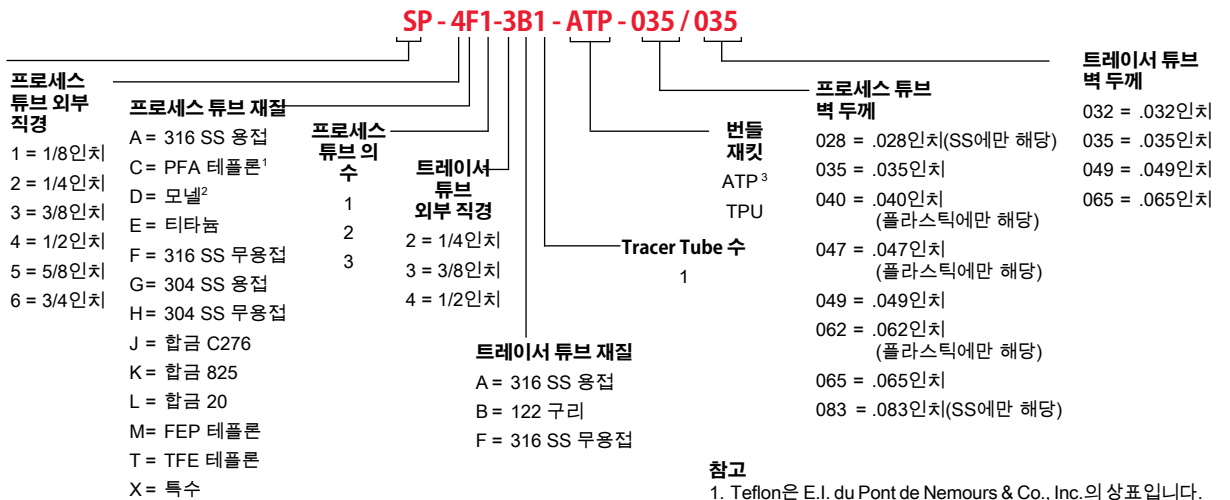 SP - 4F1-3B1 - ATP - 035 / 035
프로세스
튜브 외부
직경
1 = 1/8인치
2 = 1/4인치
3 = 3/8인치
4 = 1/2인치
5 = 5/8인치
6 = 3/4인치
프로세스 튜브 재질
A = 316 SS 용접
C = PFA 테플론1
D = 모넬2
E = 티타늄
F = 316 SS 무용접
G= 304 SS 용접
H= 304 SS 무용접
J = 합금 C276
K = 합금 825
L = 합금 20
M= FEP 테플론
T = TFE 테플론
X = 특수
프로세스
튜브 의
수
1
2
3
트레이서
튜브
외부 직경
2 = 1/4인치
3 = 3/8인치
4 = 1/2인치
트레이서 튜브 재질
A = 316 SS 용접
B = 122 구리
F = 316 SS 무용접
Tracer Tube 수
1
번들
재킷
ATP 3
TPU
프로세스 튜브
벽 두께
028 = .028인치(SS에만 해당)
035 = .035인치
040 = .040인치
(플라스틱에만 해당)
047 = .047인치
(플라스틱에만 해당)
049 = .049인치
062 = .062인치
(플라스틱에만 해당)
065 = .065인치
083 = .083인치(SS에만 해당)
트레이서 튜브
벽 두께
032 = .032인치
035 = .035인치
049 = .049인치
065 = .065인치
참고
1. Teflon은 E.I. du Pont de Nemours & Co., Inc.의 상표입니다.